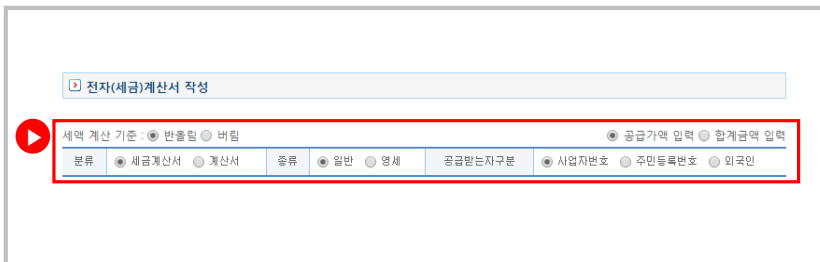 전자(세금)계산서 작성
세액 계산 기준 : 반올림 버림 공급가액 입력 합계금액 입력
분류 세금계산서 계산서 종류 일반 영세 공급받는자구분 사업자번호 주민등록번호 외국인